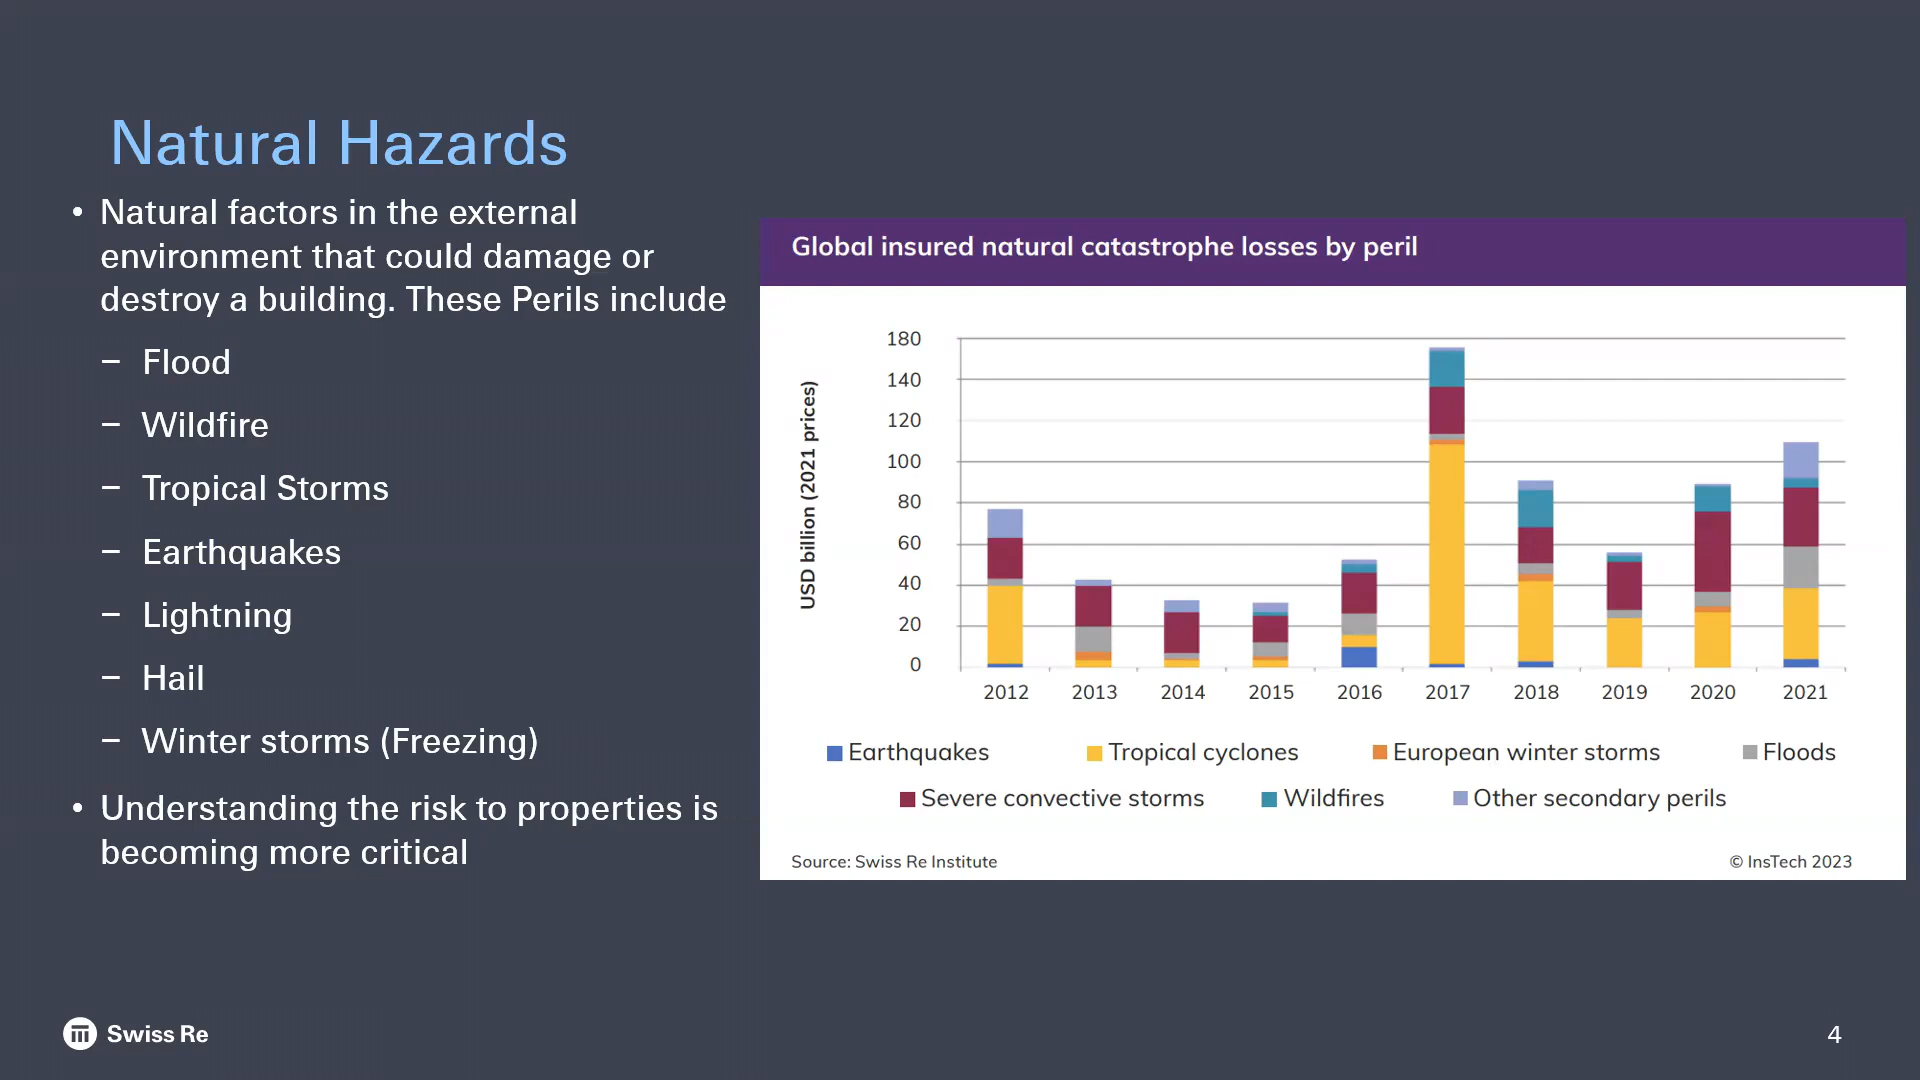 Natural Hazards
• Natural factors in the external
environment that could damage or
destroy a building. These Perils include
– Flood
– Wildfire
– Tropical Storms
– Earthquakes
– Lightning
– Hail
– Winter storms (Freezing)
• Understanding the risk to properties is
becoming more critical
Global insured natural catastrophe losses by peril
USD billion (2021 prices)
180
140
120
100
80
60
40
20
0
2012 2013 2014 2015 2016 2017 2018 2019 2020 2021
Earthquakes Tropical cyclones European winter storms Floods
Severe convective storms Wildfires Other secondary perils
Source: Swiss Re Institute © InsTech 2023
Swiss Re
4